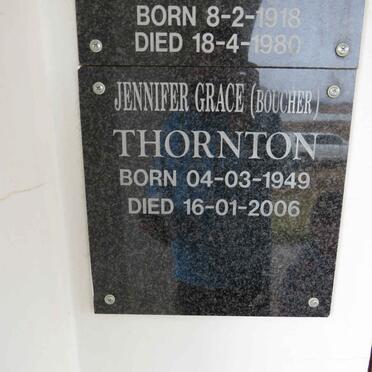 BORN 8-2-1918
DIED 18-4-1980
JENNIFER GRACE (BOUCHER)
THORNTON
BORN 04-03-1949
DIED 16-01-2006